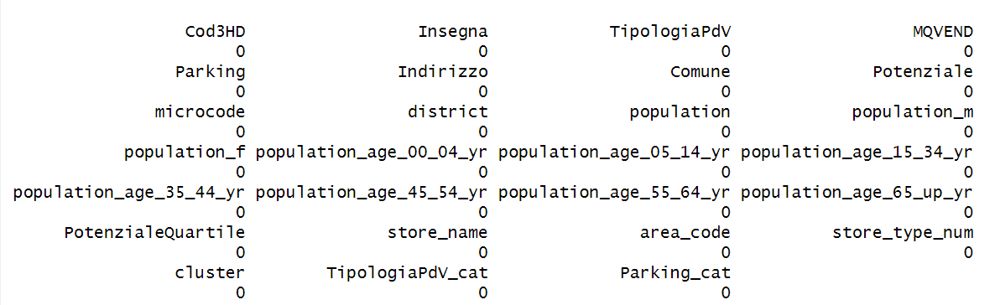 Cod3HD Insegna TipologiaPdV MQVEND
0 0 0 0
Parking Indirizzo Comune Potenziale
0 0 0 0
microcode district population population_m
0 0 0 0
population_f population_age_00_04_yr population_age_05_14_yr population_age_15_34_yr
0 0 0 0
population_age_35_44_yr population_age_45_54_yr population_age_55_64_yr population_age_65_up_yr
0 0 0 0
PotenzialeQuartile store_name area_code store_type_num
0 0 0 0
cluster TipologiaPdV_cat Parking_cat
0 0 0